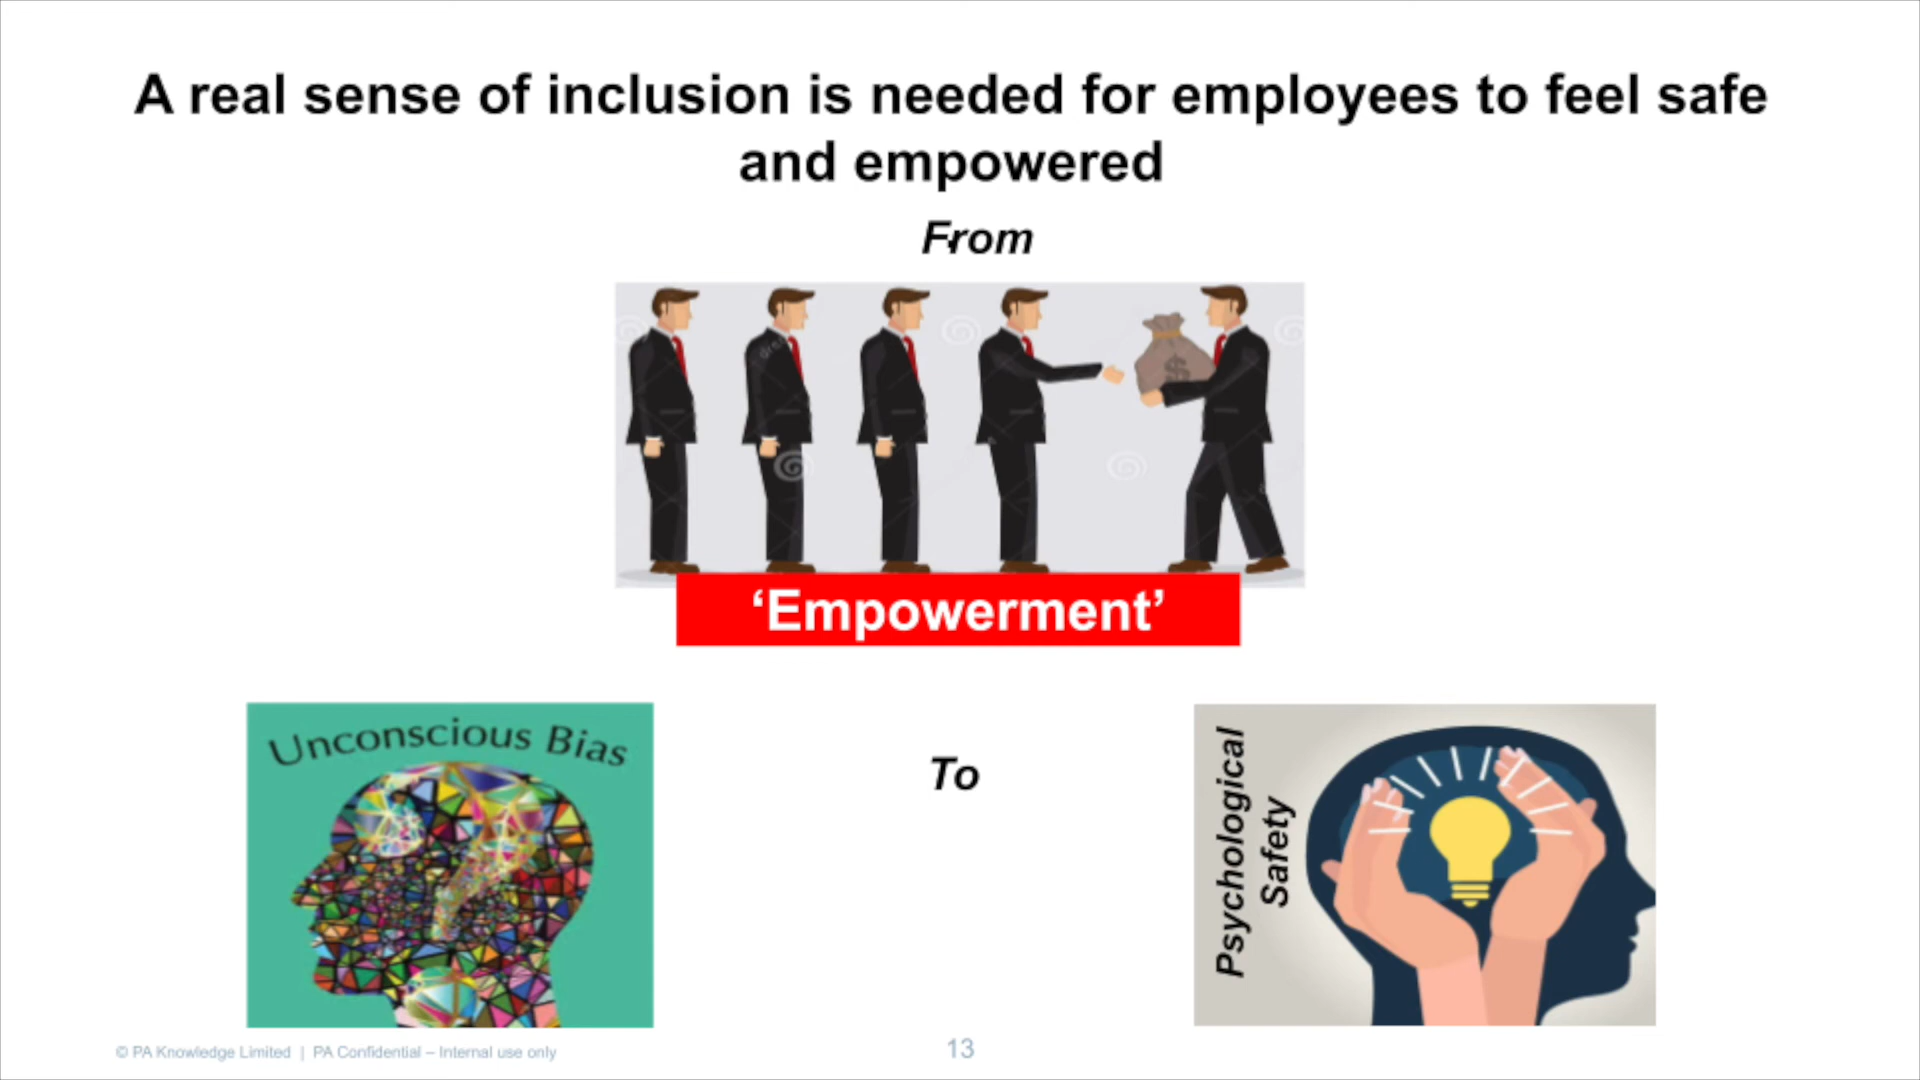 A real sense of inclusion is needed for employees to feel safe
and empowered
From
$
‘Empowerment’
Unconscious Bias
To
Psychological
Safety
© PA Knowledge Limited | PA Confidential – Internal use only
13